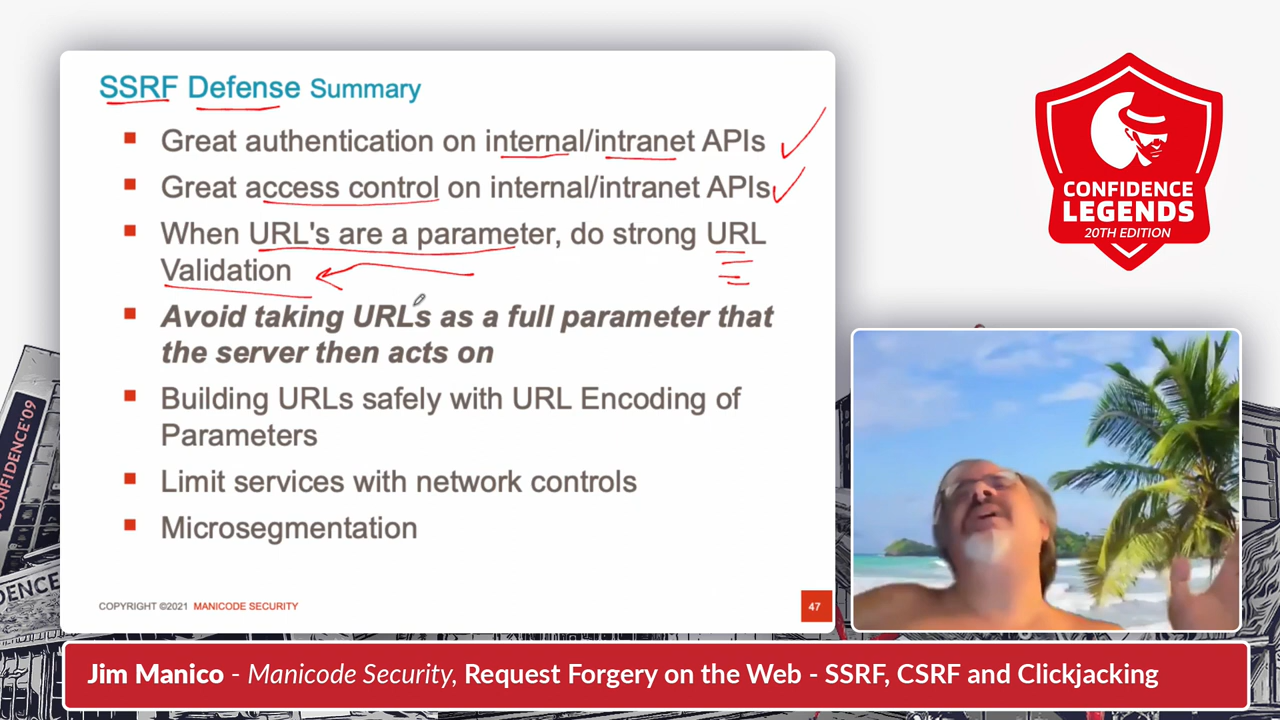 SSRF Defense Summary
Great authentication on internal/intranet APIs
Great access control on internal/intranet APIs
When URL's are a parameter, do strong URL
Validation
Avoid taking URLs as a full parameter that
the server then acts on
Building URLs safely with URL Encoding of
Parameters
Limit services with network controls
Microsegmentation
COPYRIGHT ©2021 MANICODE SECURITY
47
CONFIDENCE
LEGENDS
20TH EDITION
CONFIDENCE'09
Jim Manico - Manicode Security, Request Forgery on the Web - SSRF, CSRF and Clickjacking